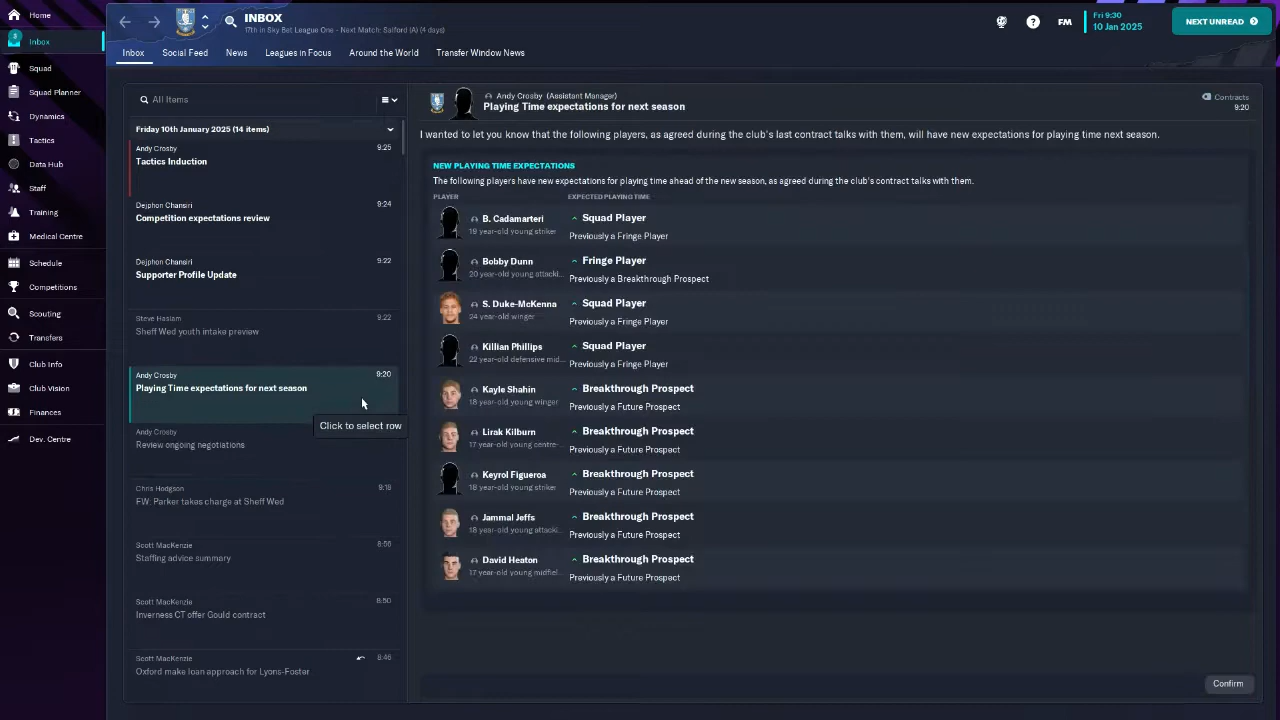 Home
Inbox
3
Squad
Squad Planner
Dynamics
Tactics
Data Hub
Staff
Training
Medical Centre
Schedule
Competitions
Scouting
Transfers
Club Info
Club Vision
Finances
Dev. Centre
INBOX
17th in Sky Bet League One - Next Match: Salford (A) (4 days)
FM
Fri 9:30
10 Jan 2025
NEXT UNREAD
Inbox
Social Feed
News
Leagues in Focus
Around the World
Transfer Window News
All Items
Friday 10th January 2025 (14 items)
Andy Crosby
9:25
Tactics Induction
Dejphon Chansiri
9:24
Competition expectations review
Dejphon Chansiri
9:22
Supporter Profile Update
Steve Haslam
9:22
Sheff Wed youth intake preview
Andy Crosby
9:20
Playing Time expectations for next season
Click to select row
Andy Crosby
Review ongoing negotiations
Chris Hodgson
9:18
FW: Parker takes charge at Sheff Wed
Scott MacKenzie
8:56
Staffing advice summary
Scott MacKenzie
8:50
Inverness CT offer Gould contract
Scott MacKenzie
8:46
Oxford make loan approach for Lyons-Foster
Andy Crosby (Assistant Manager)
Playing Time expectations for next season
Contracts
9:20
I wanted to let you know that the following players, as agreed during the club's last contract talks with them, will have new expectations for playing time next season.
NEW PLAYING TIME EXPECTATIONS
The following players have new expectations for playing time ahead of the new season, as agreed during the club's contract talks with them.
PLAYER
EXPECTED PLAYING TIME
B. Cadamarteri
19 year-old young striker
Squad Player
Previously a Fringe Player
Bobby Dunn
20 year-old young attacki...
Fringe Player
Previously a Breakthrough Prospect
S. Duke-McKenna
24 year-old winger
Squad Player
Previously a Fringe Player
Killian Phillips
22 year-old defensive mid...
Squad Player
Previously a Fringe Player
Kayle Shahin
18 year-old young winger
Breakthrough Prospect
Previously a Future Prospect
Lirak Kilburn
17 year-old young centre-
Breakthrough Prospect
Previously a Future Prospect
Keyrol Figueroa
18 year-old young striker
Breakthrough Prospect
Previously a Future Prospect
Jammal Jeffs
18 year-old young attacki...
Breakthrough Prospect
Previously a Future Prospect
David Heaton
17 year-old young midfiel...
Breakthrough Prospect
Previously a Future Prospect
Confirm